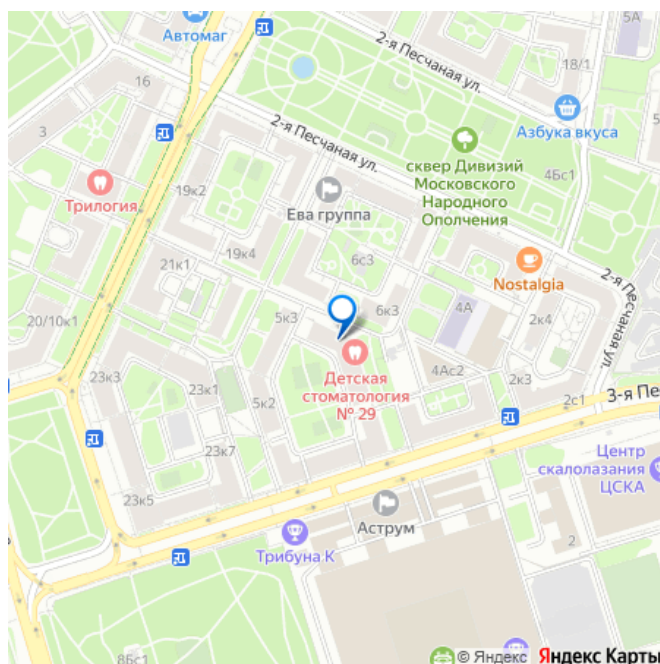 Автомаг
5А
2-я Песчаная ул.
18/1
16
3
Азбука вкуса
2-я Песчаная ул.
сквер Дивизий
Московского
Народного
Ополчения
4Бс1
Трилогия
19к2
Ева группа
19к4
6с3
21к1
Nostalgia
2-я Песчаная ул.
20/10к1
5к3
6к3
4А
2к4
Детская
стоматология
№ 29
23к3
23к1
5к2
4Ас2
2к3
2с1
3-я Пе
23к7
23к5
Центр
скалолазания
ЦСКА
Аструм
Трибуна К
2
8Бс1
© Яндекс Яндекс Карты